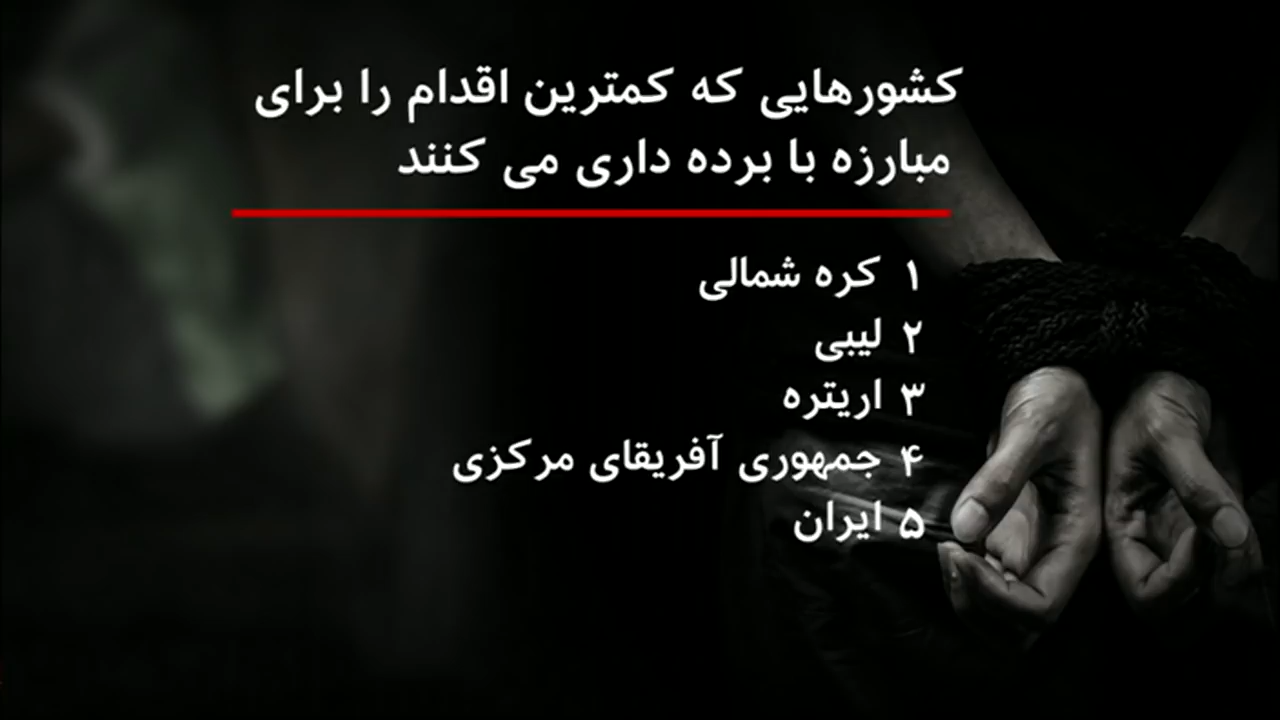 کشورهایی که کمترین اقدام را برای
مبارزه با برده داری می کنند
۱ کره شمالی
۲ لیبی
۳ اریتره
۴ جمهوری آفریقای مرکزی
۵ ایران